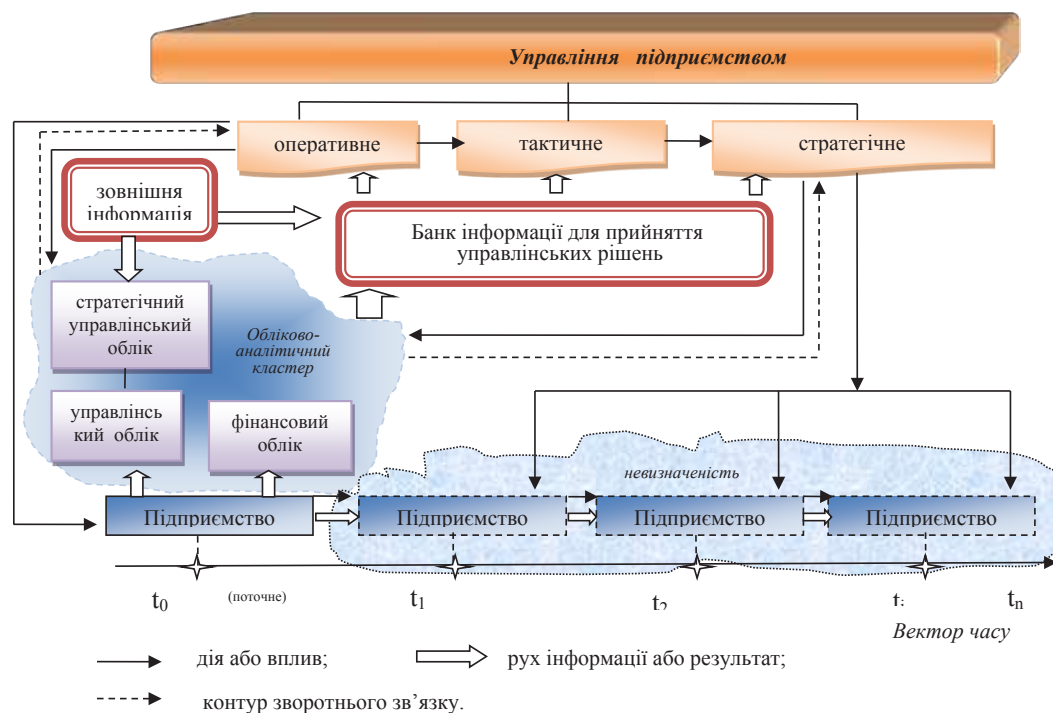 Управління підприємством
оперативне
тактичне
стратегічне
зовнішня
інформація
Банк інформації для прийняття
управлінських рішень
стратегічний
управлінський
облік
Обліково-
аналітичний
кластер
управлінсь
кий облік
фінансовий
облік
невизначеність
Підприємство
Підприємство
Підприємство
Підприємство
t0
(поточне)
t1
t2
ti
tn
Вектор часу
дія або вплив;
рух інформації або результат;
контур зворотнього зв’язку.